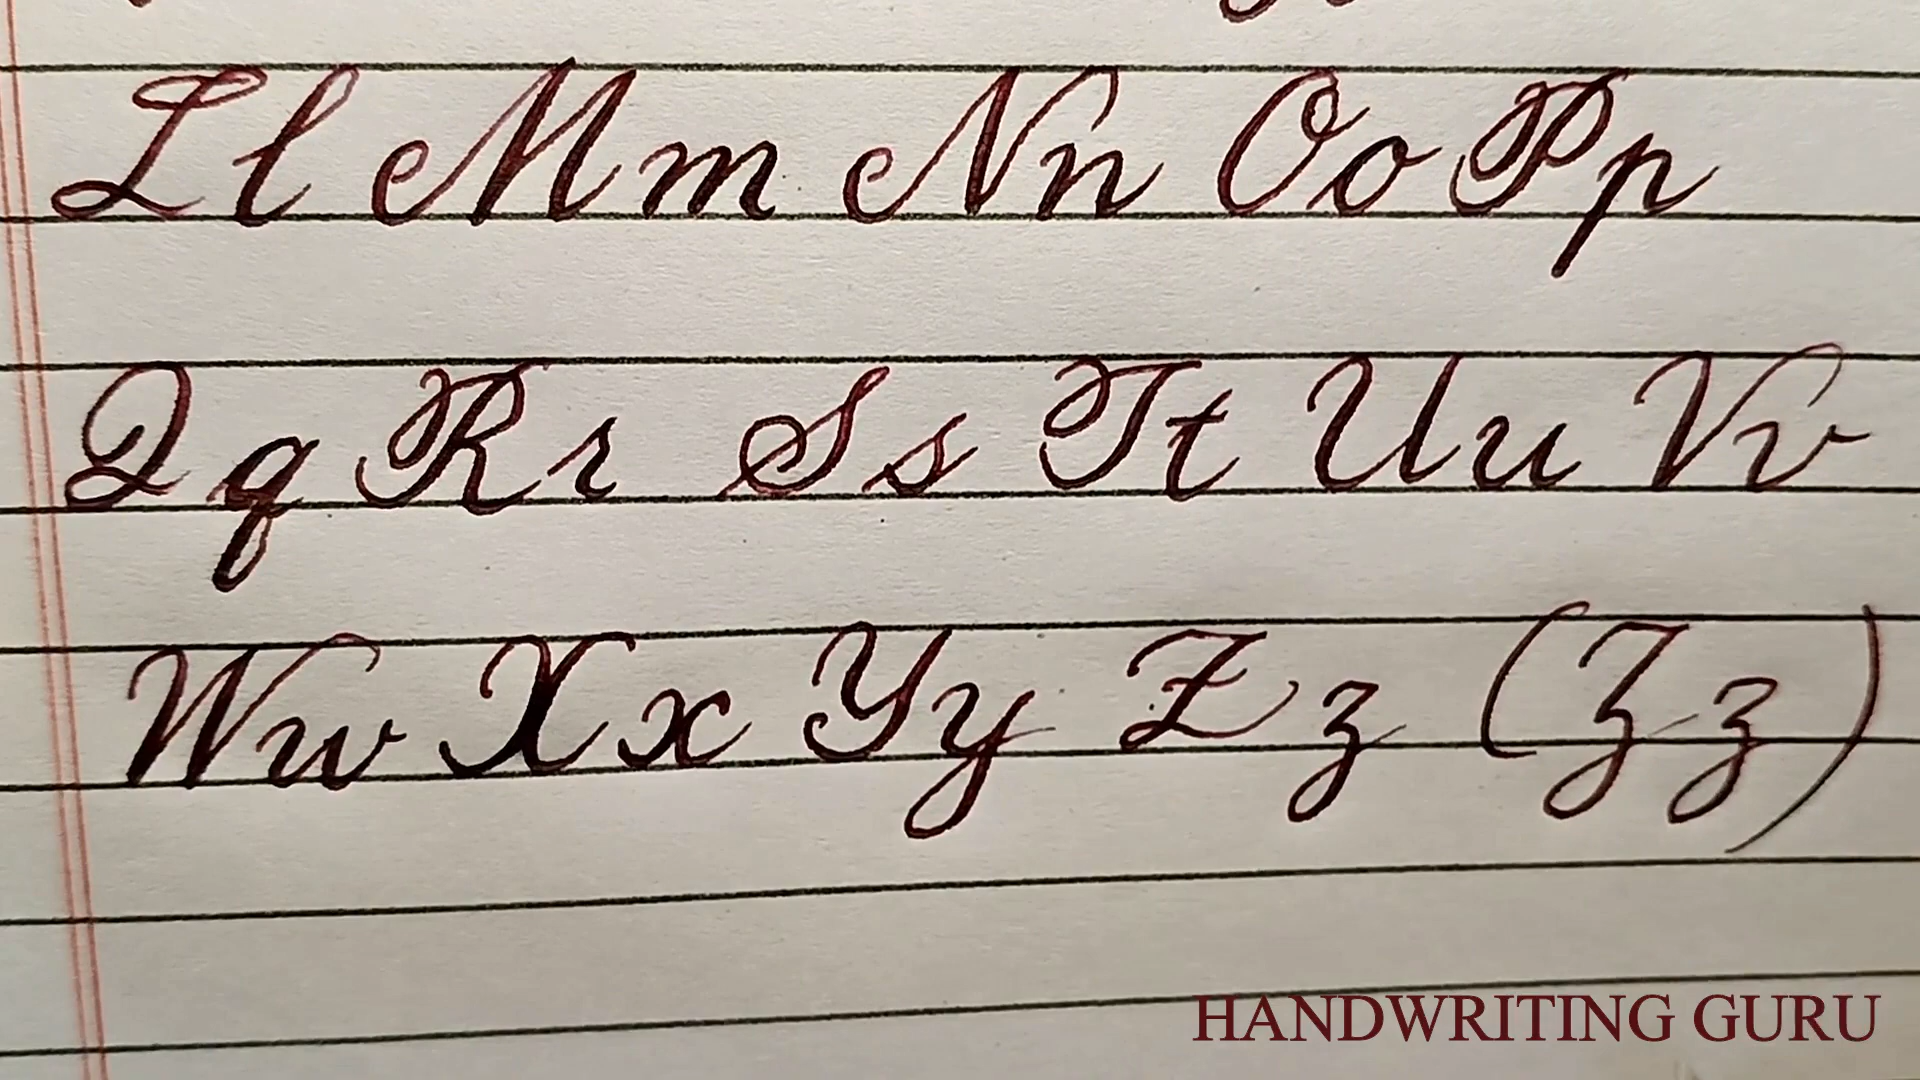 Ll Mm Nn Oo Pp
Qq Rr Ss Tt Uu Vv
Ww Xx Yy Zz (Zz)
HANDWRITING GURU